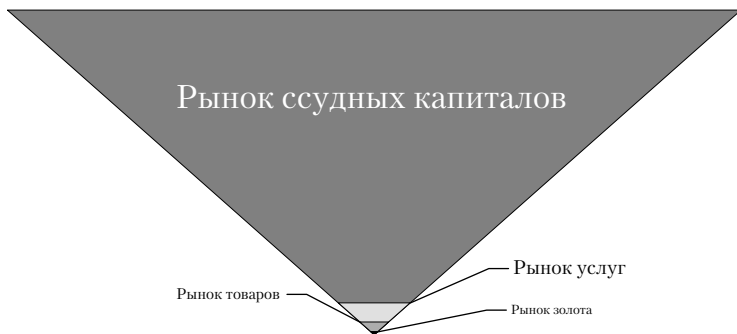 Рынок ссудных капиталов
Рынок услуг
Рынок товаров
Рынок золота